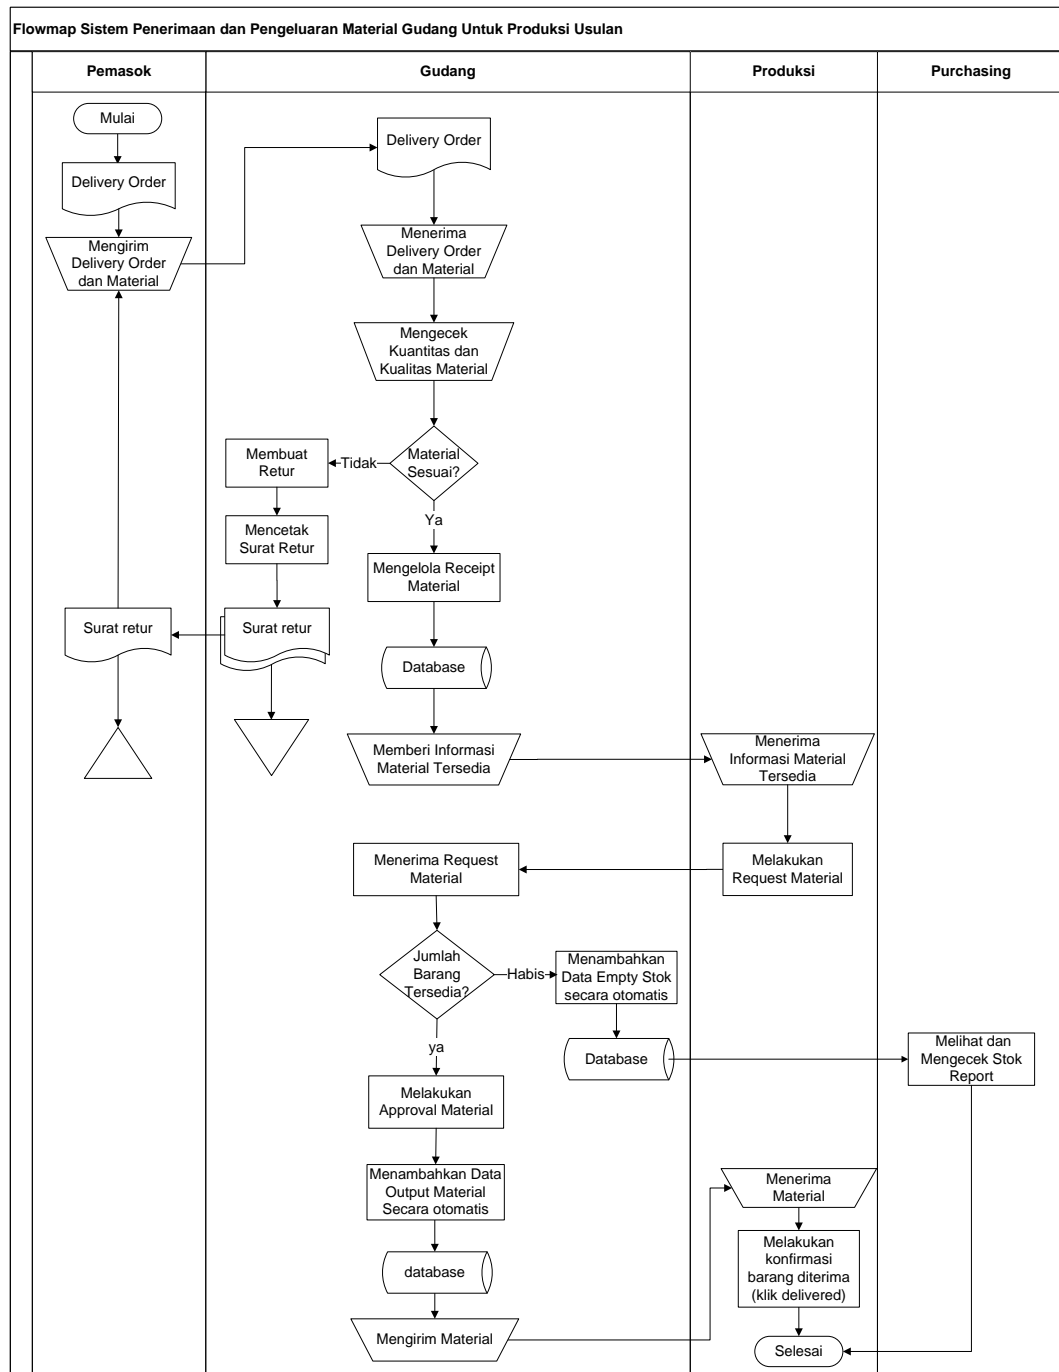 Flowmap Sistem Penerimaan dan Pengeluaran Material Gudang Untuk Produksi Usulan
Pemasok
Gudang
Produksi
Purchasing
Mulai
Delivery Order
Mengirim
Delivery Order
dan Material
Delivery Order
Menerima
Delivery Order
dan Material
Mengecek
Kuantitas dan
Kualitas Material
Material
Sesuai?
Tidak
Membuat
Retur
Mencetak
Surat Retur
Surat retur
Surat retur
Ya
Mengelola Receipt
Material
Database
Memberi Informasi
Material Tersedia
Menerima
Informasi Material
Tersedia
Melakukan
Request Material
Menerima Request
Material
Jumlah
Barang
Tersedia?
Habis
Menambahkan
Data Empty Stok
secara otomatis
Database
Melihat dan
Mengecek Stok
Report
ya
Melakukan
Approval Material
Menambahkan Data
Output Material
Secara otomatis
database
Mengirim Material
Menerima
Material
Melakukan
konfirmasi
barang diterima
(klik delivered)
Selesai